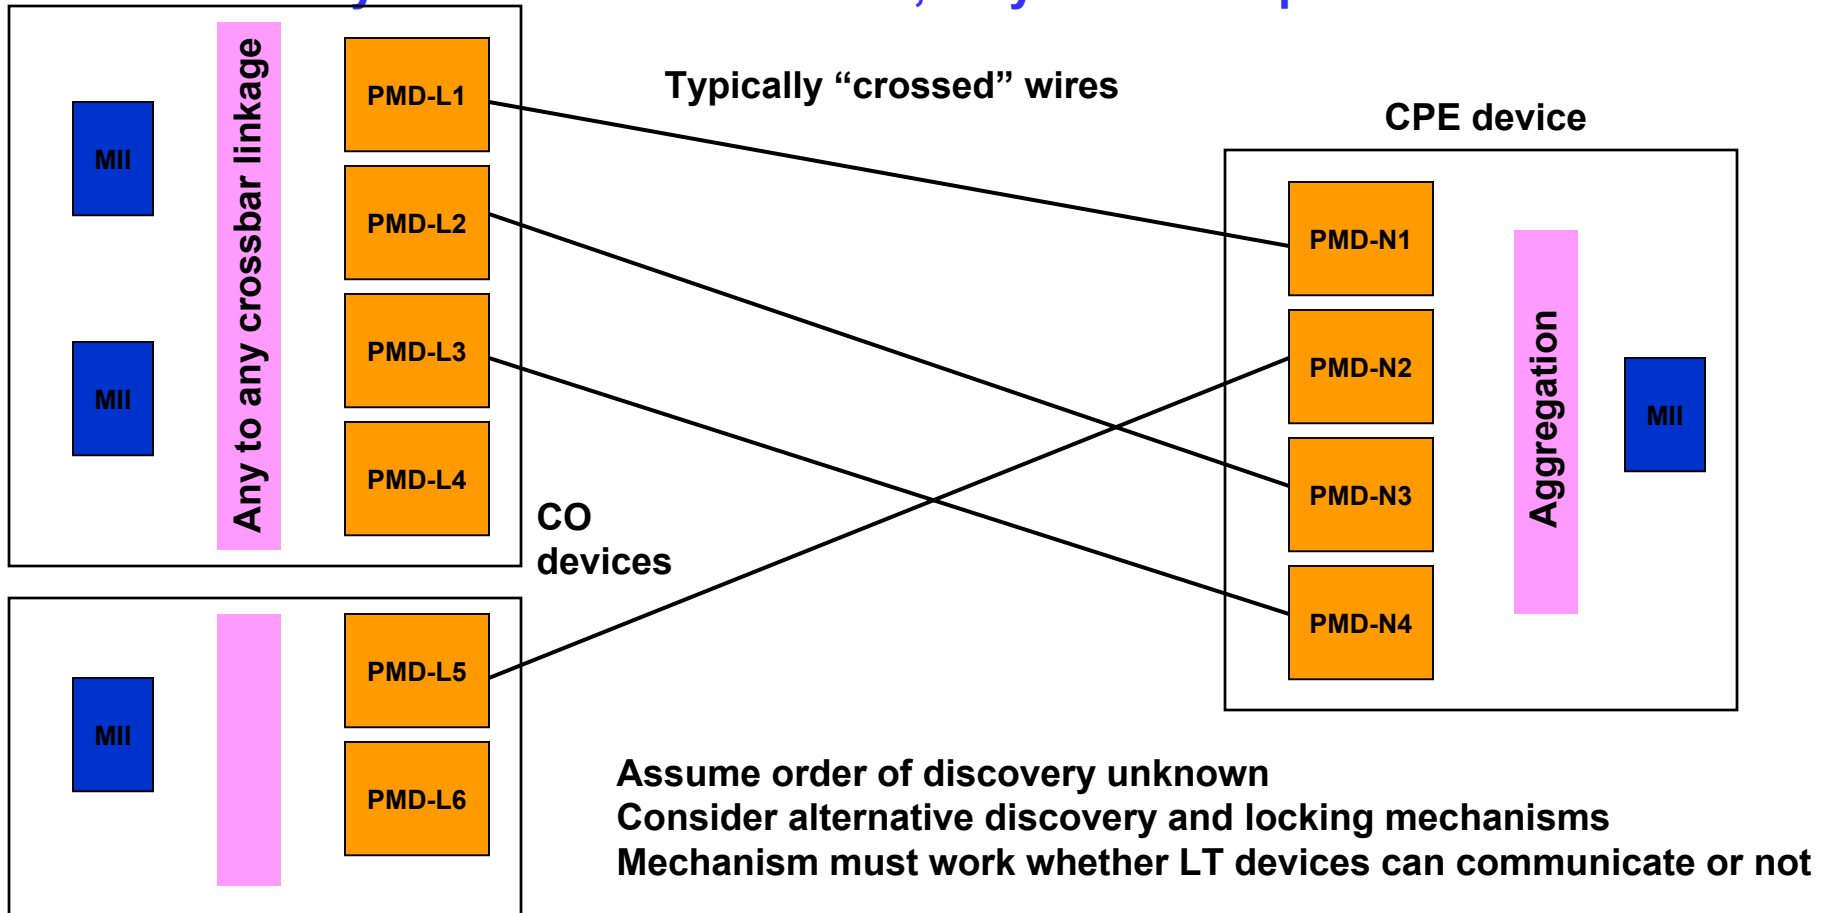 Any to any crossbar linkage
MII
MII
PMD-L1
PMD-L2
PMD-L3
PMD-L4
CO
devices
MII
PMD-L5
PMD-L6
Typically “crossed” wires
CPE device
PMD-N1
PMD-N2
PMD-N3
PMD-N4
Aggregation
MII
Assume order of discovery unknown
Consider alternative discovery and locking mechanisms
Mechanism must work whether LT devices can communicate or not